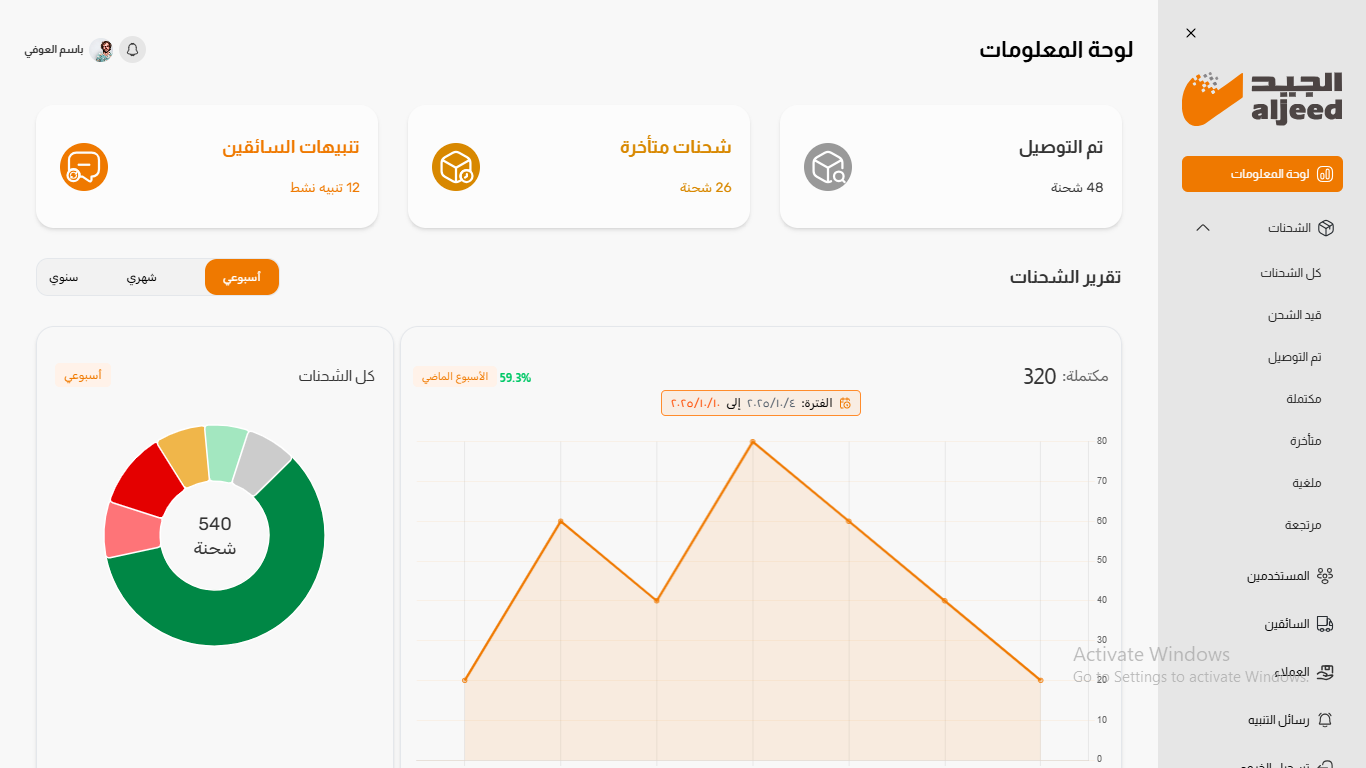 الجيد
aljeed
لوحة المعلومات
الشحنات
كل الشحنات
قيد الشحن
تم التوصيل
مكتملة
متأخرة
ملغية
مرتجعة
المستخدمين
السائقين
العملاء
رسائل التنبيه
لوحة المعلومات
باسم العوفي
تم التوصيل
48 شحنة
شحنات متأخرة
26 شحنة
تنبيهات السائقين
12 تنبيه نشط
تقرير الشحنات
أسبوعي
شهري
سنوي
مكتملة: 320
59.3% الأسبوع الماضي
الفترة: ٢٠٢٥/١٠/٤ إلى ٢٠٢٥/١٠/١٠
80
70
60
50
40
30
20
10
0
كل الشحنات
أسبوعي
540
شحنة
Activate Windows
Go to Settings to activate Windows.